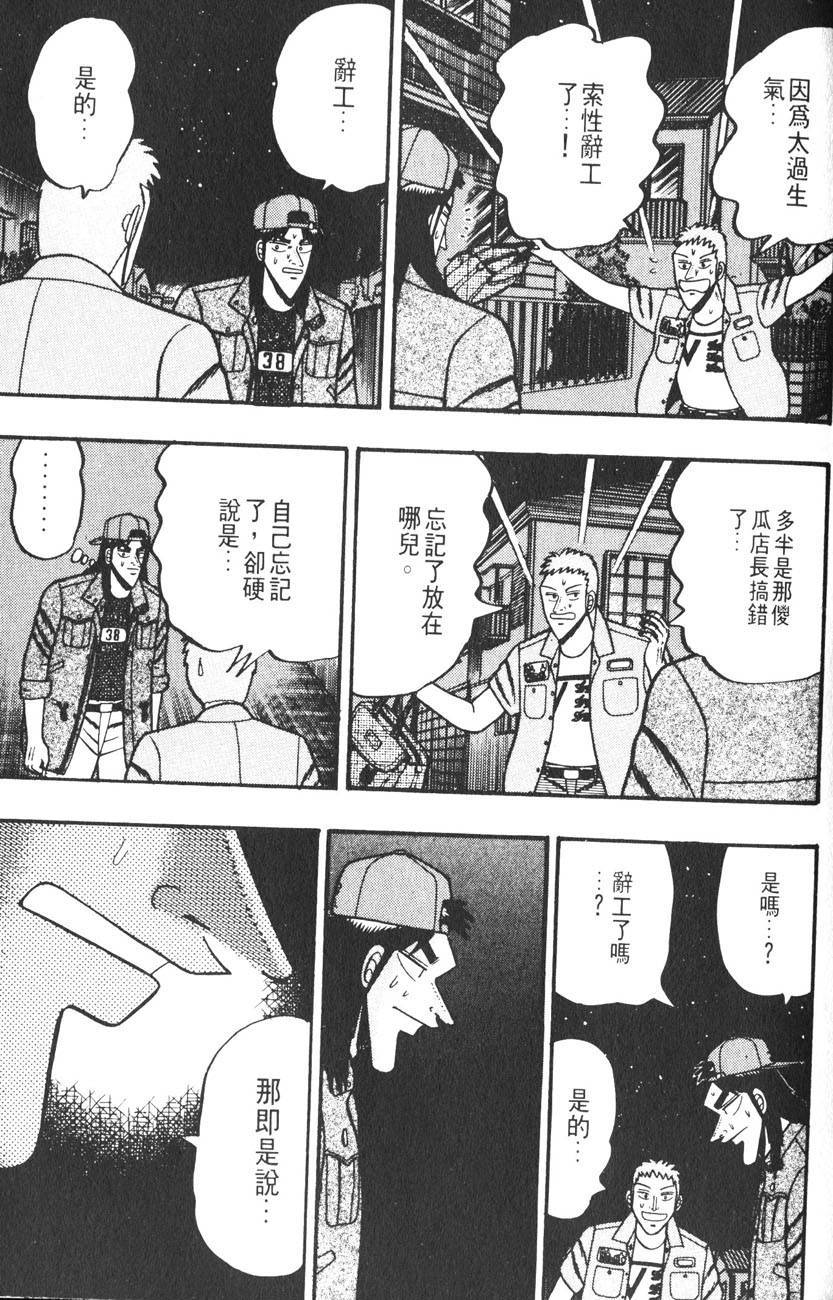 因爲太過生
氣…
索性辭工
了…！
辭工…
38
是的…
多半是那傻
瓜店長搞錯
了…
忘記了放在
哪兒。
自己忘記
了，卻硬
說是…
………
38
是嗎…？
辭工了嗎
…？
是的…
那即是說…